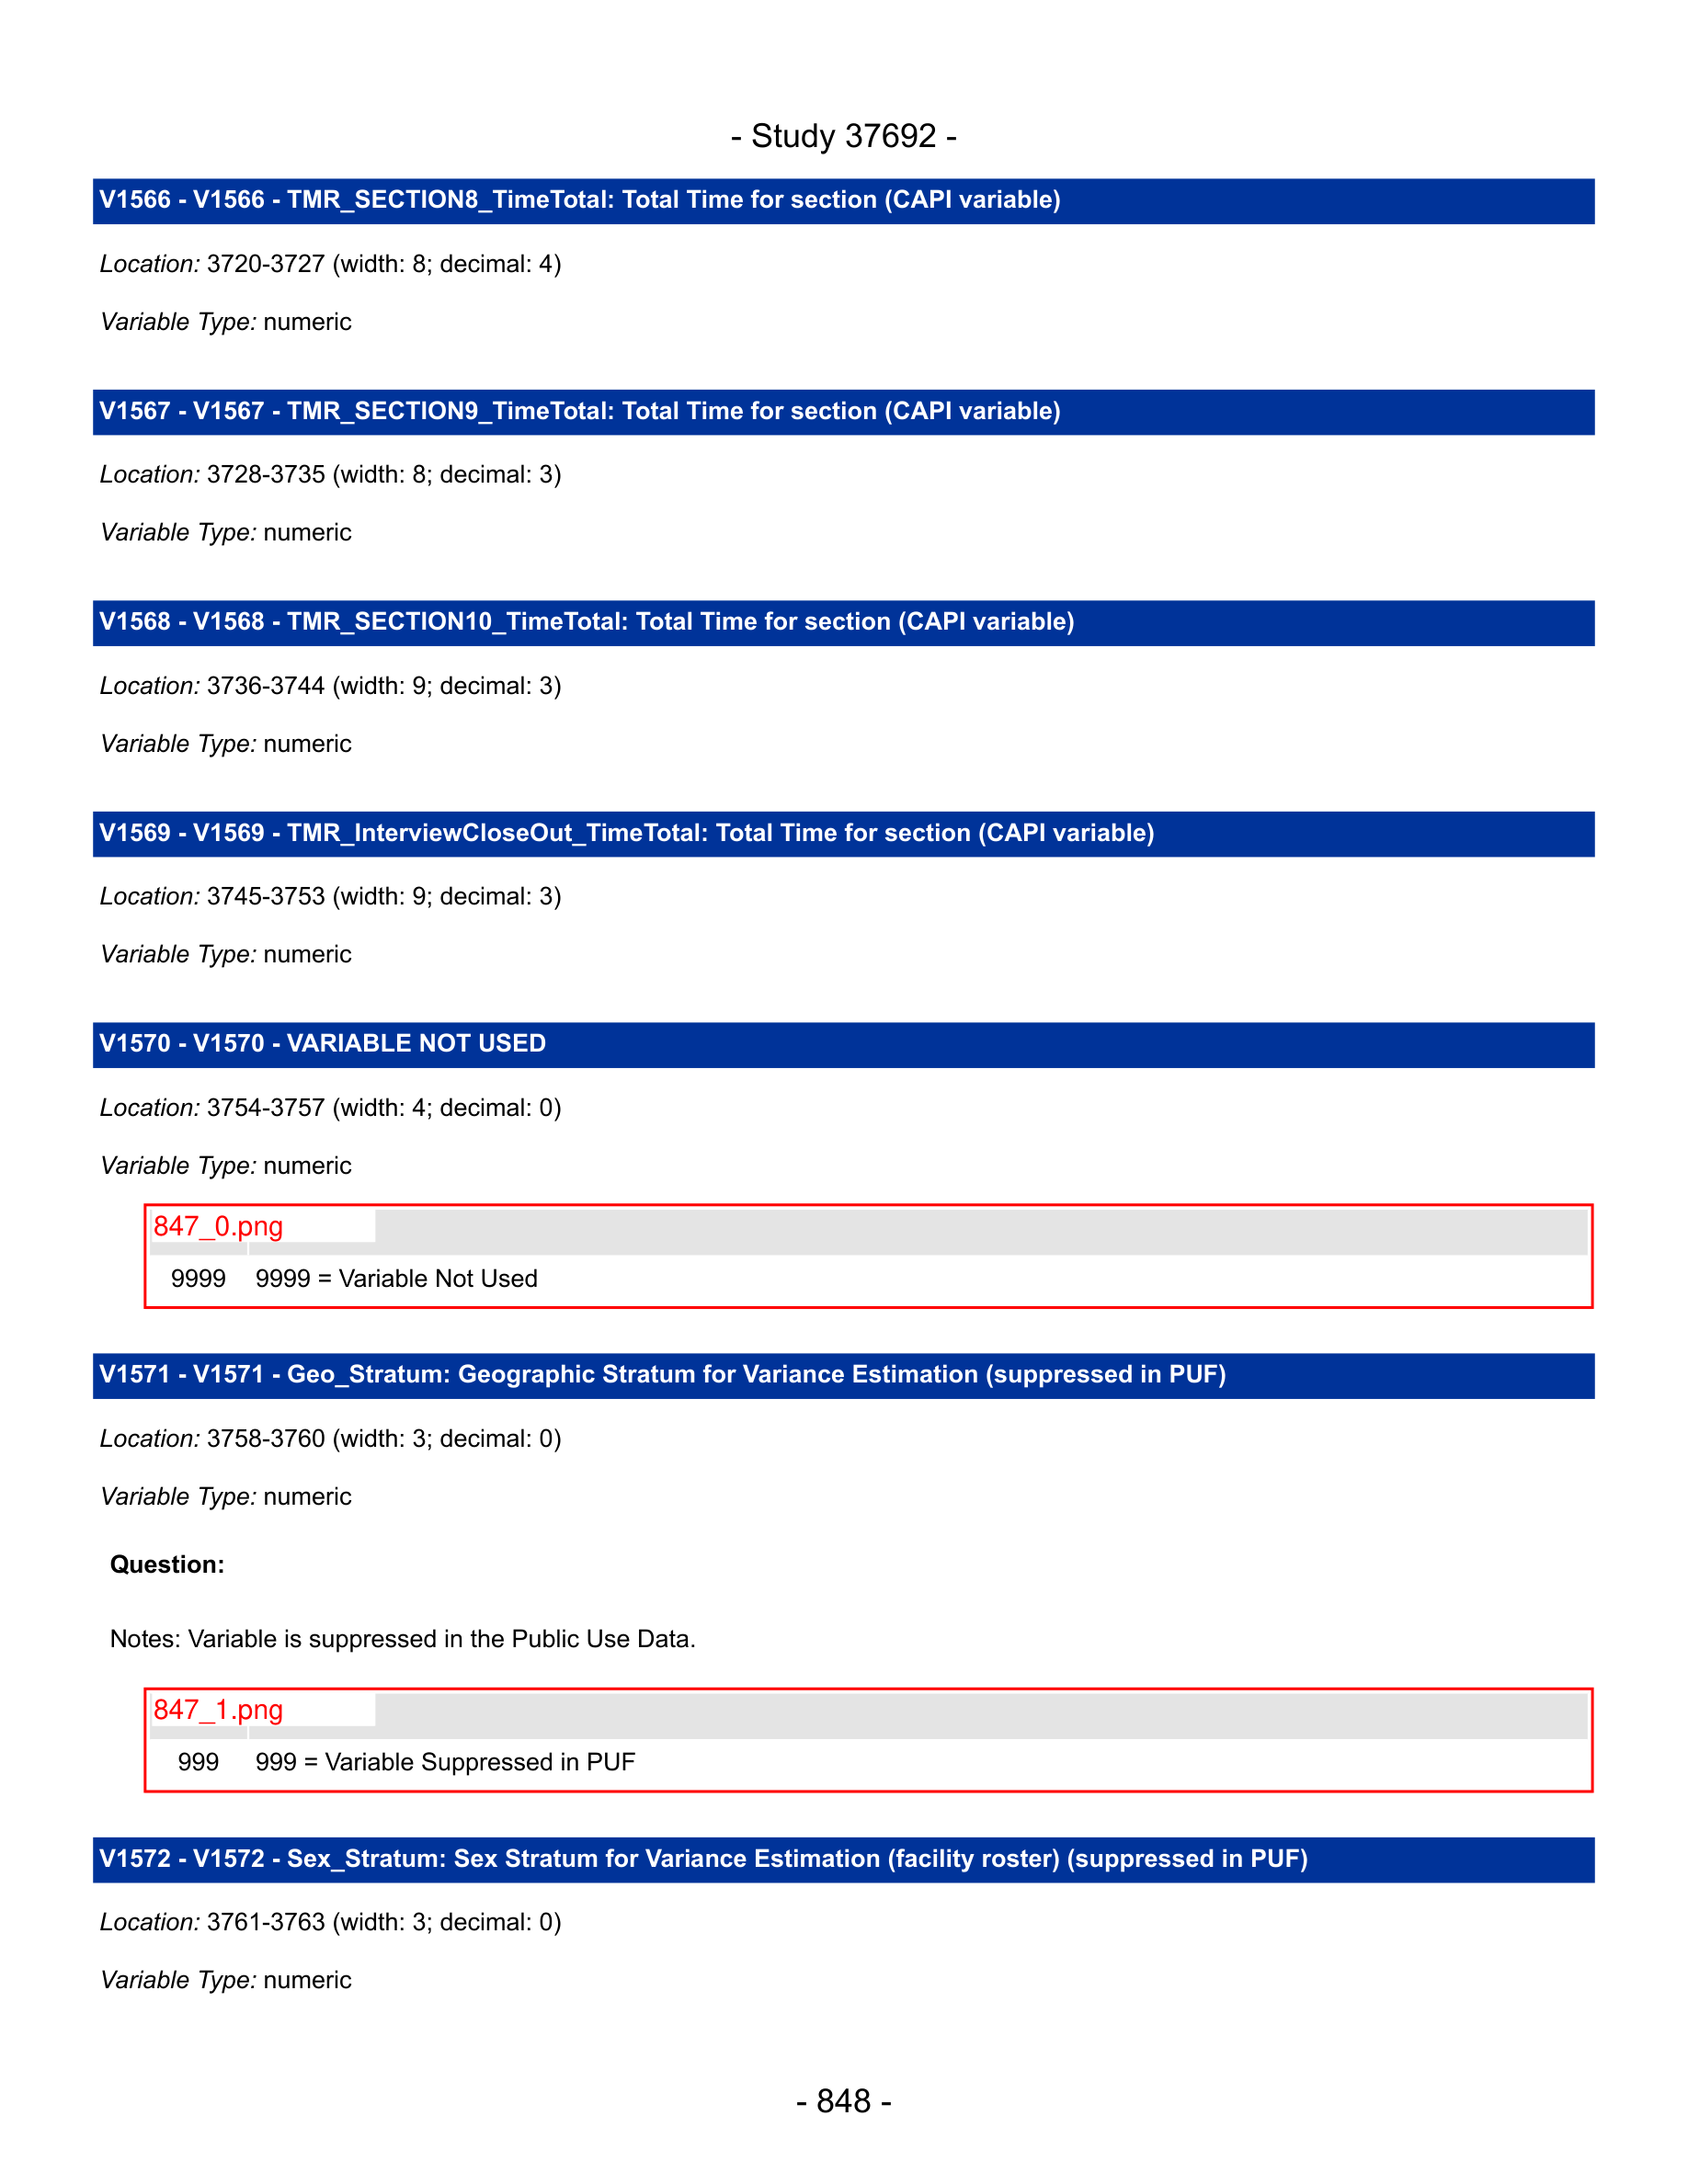 - Study 37692 -
V1566 - V1566 - TMR_SECTION8_TimeTotal: Total Time for section (CAPI variable)
Location: 3720-3727 (width: 8; decimal: 4)
Variable Type: numeric
V1567 - V1567 - TMR_SECTION9_TimeTotal: Total Time for section (CAPI variable)
Location: 3728-3735 (width: 8; decimal: 3)
Variable Type: numeric
V1568 - V1568 - TMR_SECTION10_TimeTotal: Total Time for section (CAPI variable)
Location: 3736-3744 (width: 9; decimal: 3)
Variable Type: numeric
V1569 - V1569 - TMR_InterviewCloseOut_TimeTotal: Total Time for section (CAPI variable)
Location: 3745-3753 (width: 9; decimal: 3)
Variable Type: numeric
V1570 - V1570 - VARIABLE NOT USED
Location: 3754-3757 (width: 4; decimal: 0)
Variable Type: numeric
847_0.png
9999 9999 = Variable Not Used
V1571 - V1571 - Geo_Stratum: Geographic Stratum for Variance Estimation (suppressed in PUF)
Location: 3758-3760 (width: 3; decimal: 0)
Variable Type: numeric
Question:
Notes: Variable is suppressed in the Public Use Data.
847_1.png
999 999 = Variable Suppressed in PUF
V1572 - V1572 - Sex_Stratum: Sex Stratum for Variance Estimation (facility roster) (suppressed in PUF)
Location: 3761-3763 (width: 3; decimal: 0)
Variable Type: numeric
- 848 -